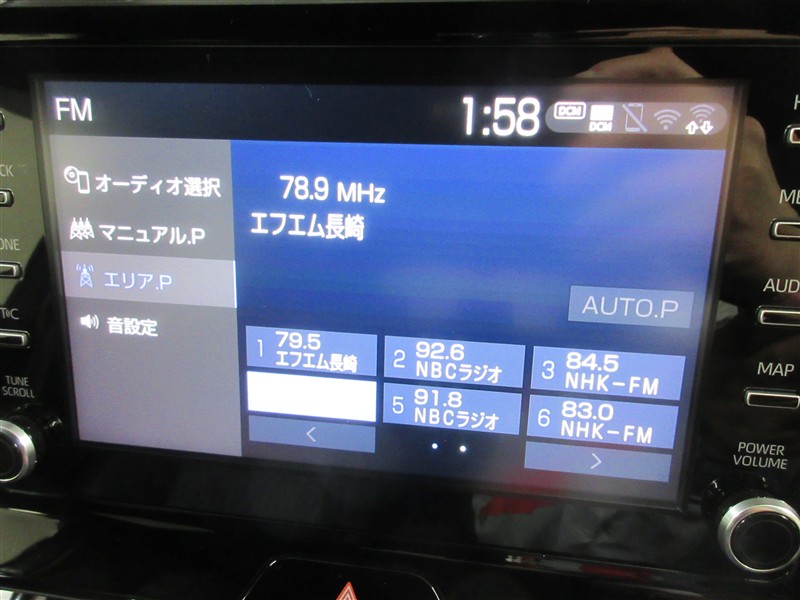 FM
1:58
DCM
DCM
オーディオ選択
マニュアル.P
エリア.P
音設定
78.9 MHz
エフエム長崎
AUTO.P
1 79.5
エフエム長崎
2 92.6
NBCラジオ
3 84.5
NHK-FM
5 91.8
NBCラジオ
6 83.0
NHK-FM
<
>
TUNE
SCROLL
MAP
POWER
VOLUME